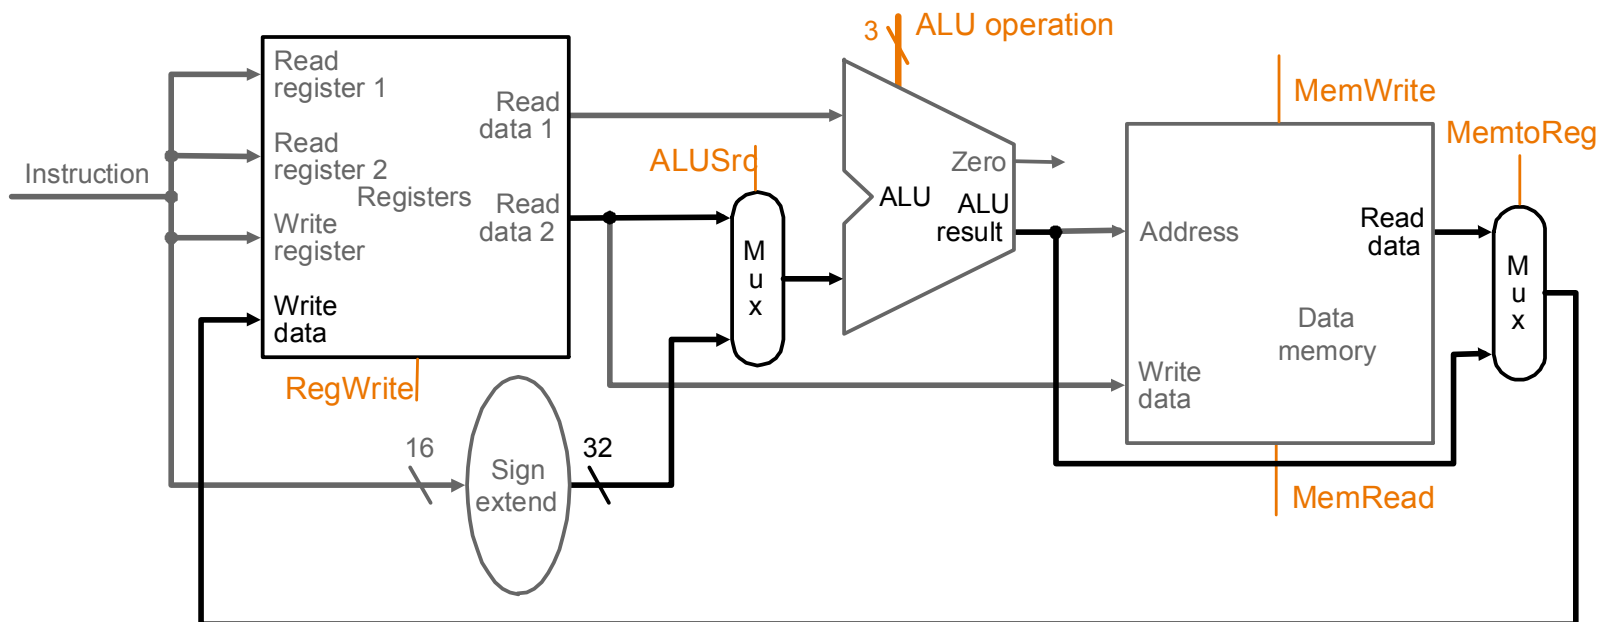 3
ALU operation
Read
register 1
Read
data 1
MemWrite
MemtoReg
Read
register 2
Instruction
Registers
ALUSrc
Zero
Read
data 2
ALU
ALU
result
Write
register
Address
Read
data
M
u
x
M
u
x
Write
data
Data
memory
RegWrite
Write
data
16
32
Sign
extend
MemRead